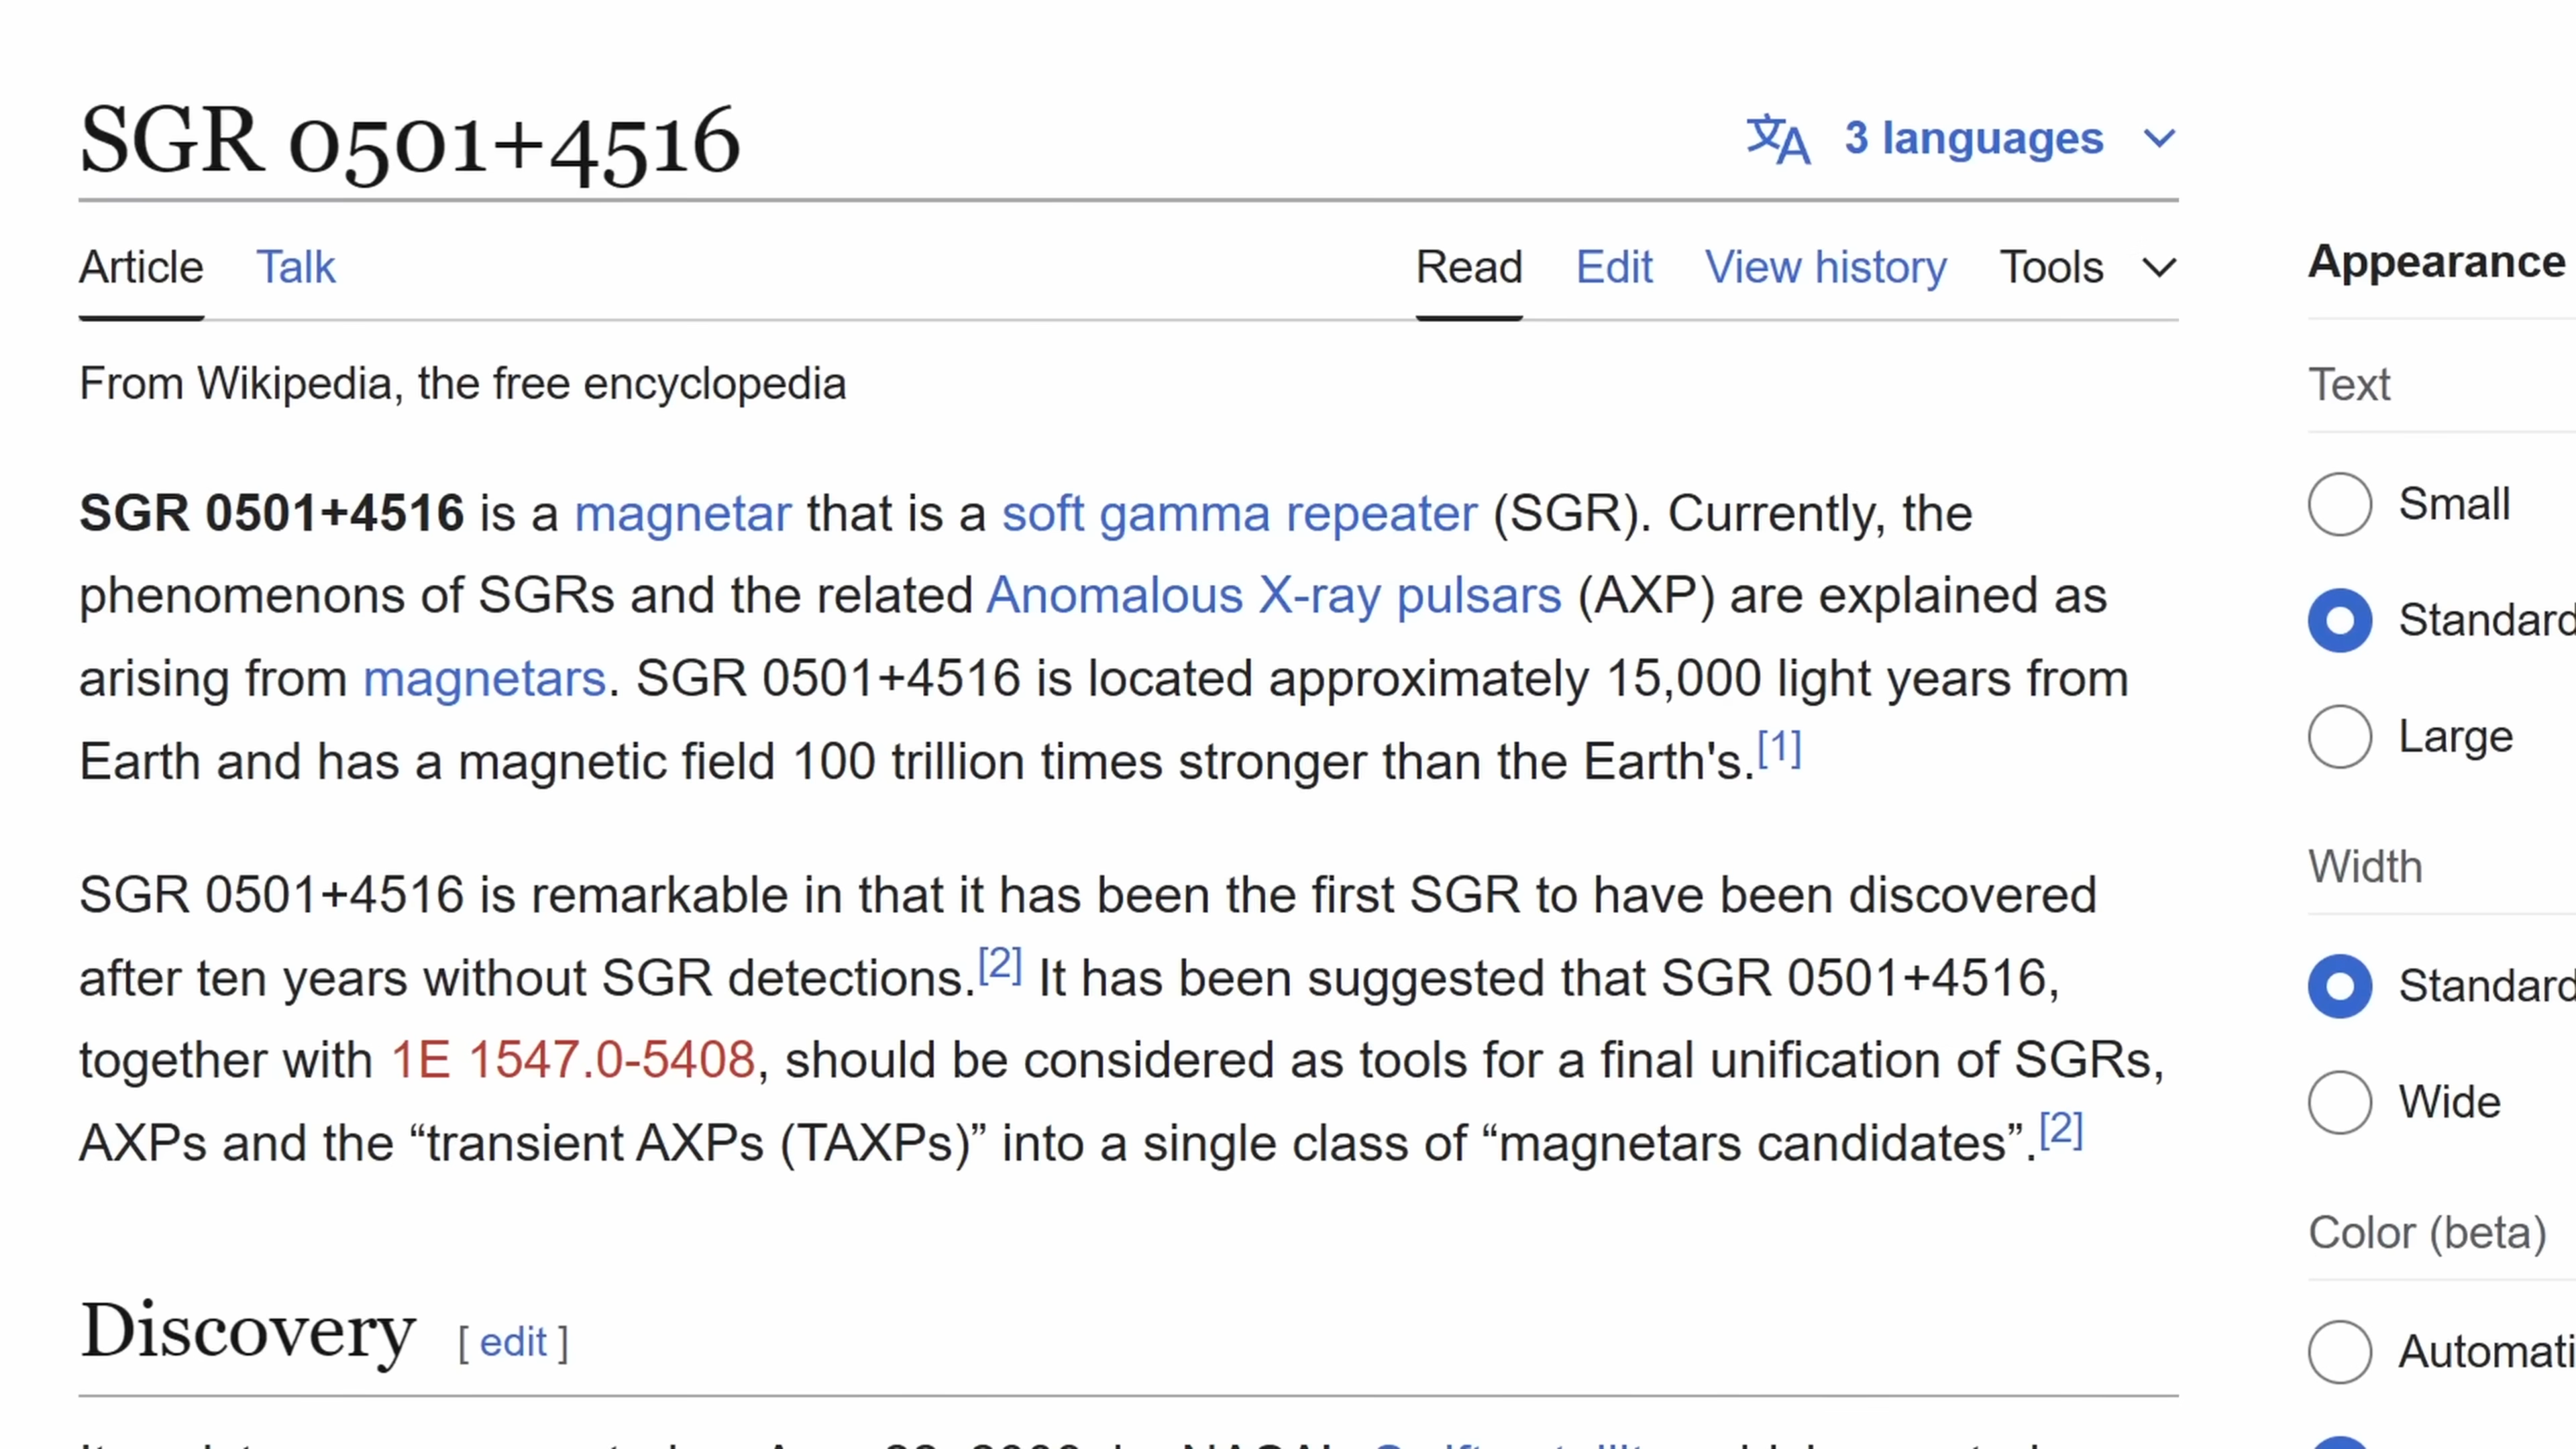 SGR 0501+4516
3 languages
Article Talk Read Edit View history Tools
From Wikipedia, the free encyclopedia
SGR 0501+4516 is a magnetar that is a soft gamma repeater (SGR). Currently, the
phenomenons of SGRs and the related Anomalous X-ray pulsars (AXP) are explained as
arising from magnetars. SGR 0501+4516 is located approximately 15,000 light years from
Earth and has a magnetic field 100 trillion times stronger than the Earth's.[1]
SGR 0501+4516 is remarkable in that it has been the first SGR to have been discovered
after ten years without SGR detections.[2] It has been suggested that SGR 0501+4516,
together with 1E 1547.0-5408, should be considered as tools for a final unification of SGRs,
AXPs and the “transient AXPs (TAXPs)” into a single class of “magnetars candidates”.[2]
Discovery [ edit ]
Appearance
Text
Small
Standard
Large
Width
Standard
Wide
Color (beta)
Automati